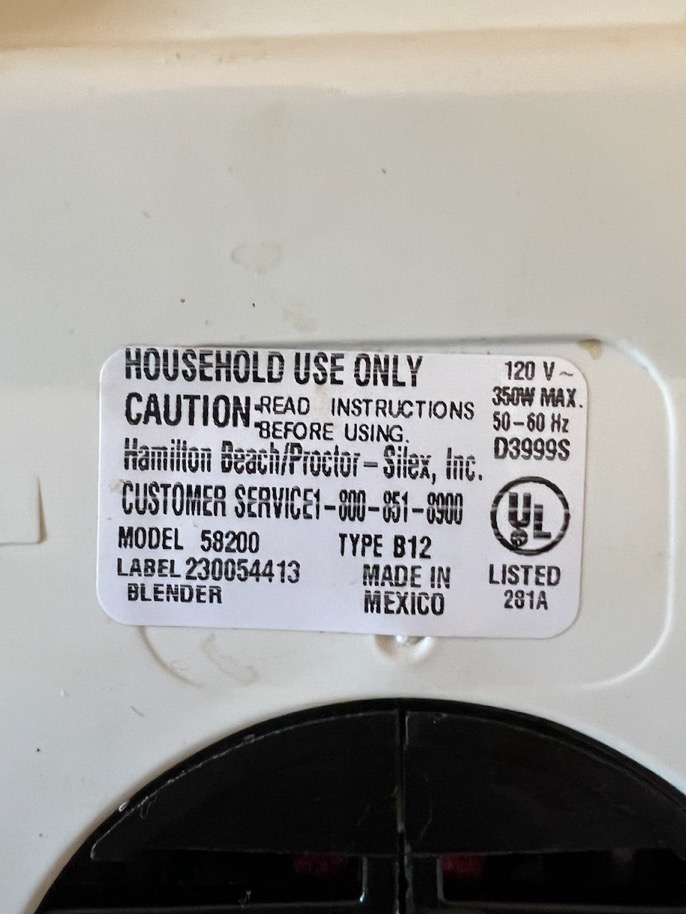 HOUSEHOLD USE ONLY
120 V~
CAUTION-READ INSTRUCTIONS
-BEFORE USING.
350W MAX.
50-60 Hz
D3999S
Hamilton Beach/Proctor-Silex, Inc.
CUSTOMER SERVICE1-800-851-8900
UL
MODEL 58200 TYPE B12
LABEL 230054413 MADE IN
LISTED
BLENDER MEXICO
281A